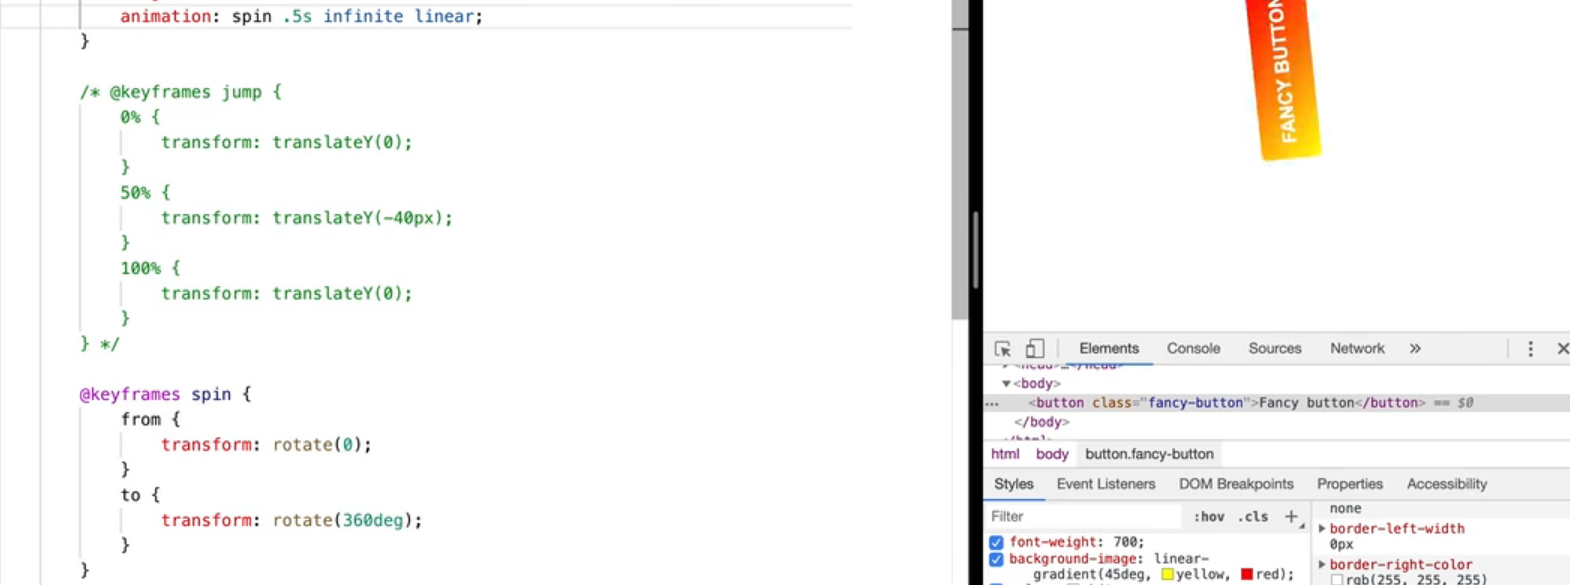 animation: spin .5s infinite linear;
}
/* @keyframes jump {
0% {
transform: translateY(0);
}
50% {
transform: translateY(-40px);
}
100% {
transform: translateY(0);
}
} */
@keyframes spin {
from {
transform: rotate(0);
}
to {
transform: rotate(360deg);
}
}
FANCY BUTTON
Elements Console Sources Network »
▶<head>…</head>
▼<body>
… <button class="fancy-button">Fancy button</button> == $0
</body>
</html>
html body button.fancy-button
Styles Event Listeners DOM Breakpoints Properties Accessibility
Filter :hov .cls +
font-weight: 700;
background-image: linear-
gradient(45deg, yellow, red);
none
▶ border-left-width
0px
▶ border-right-color
rgb(255, 255, 255)